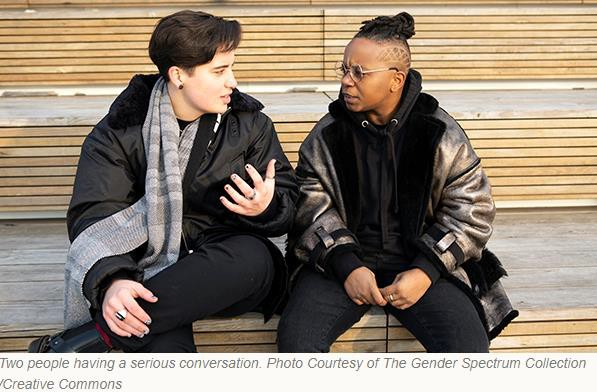 Two people having a serious conversation. Photo Courtesy of The Gender Spectrum Collection
/Creative Commons